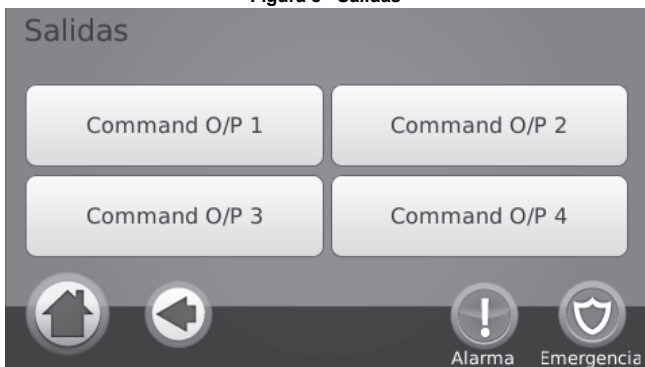 Salidas
Command O/P 1
Command O/P 2
Command O/P 3
Command O/P 4
Alarma
Emergencia